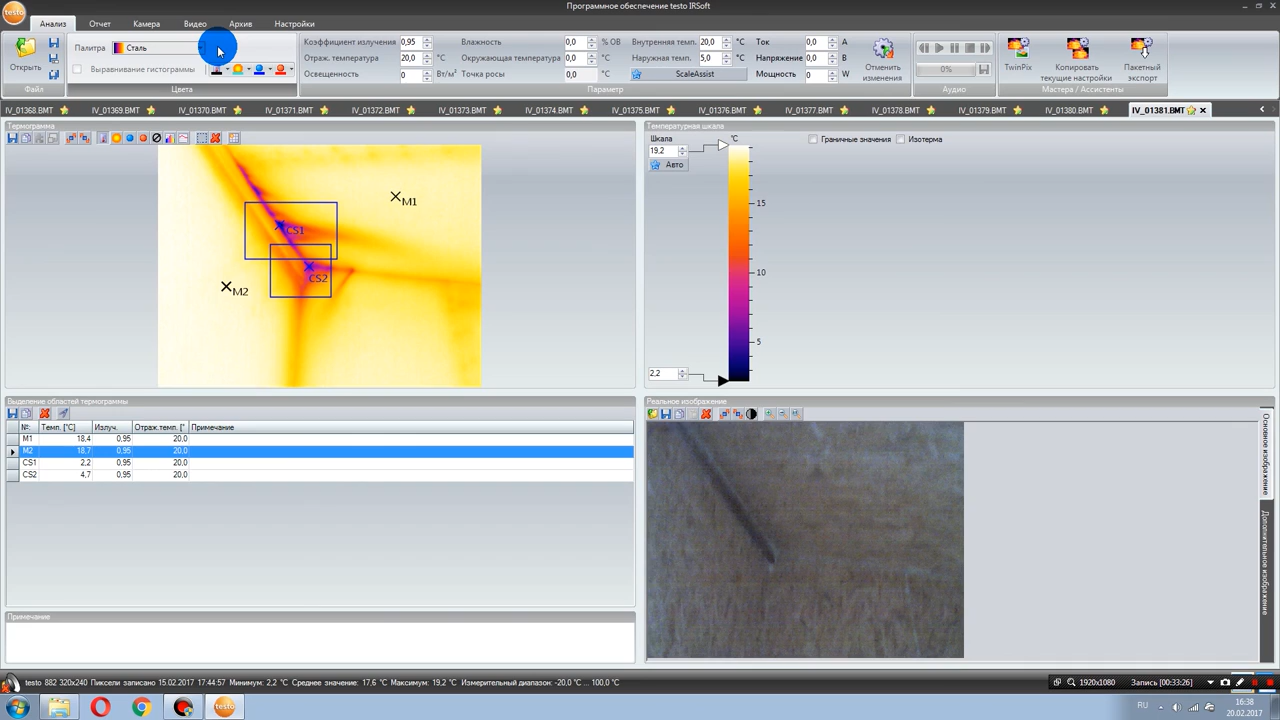 Программное обеспечение testo IRSoft
testo
Анализ Отчет Камера Видео Архив Настройки
Палитра Сталь
Выравнивание гистограммы
Открыть
Файл Цвета
Коэффициент излучения 0,95 Влажность 0,0 % ОВ Внутренняя темп. 20,0 °C Ток 0,0 A
температура 20,0 °C Окружающая температура 0,0 °C Наружная темп. 5,0 °C Напряжение 0,0 В
Освещенность 0 Вт/м² Точка росы 0,0 °C ScaleAssist Мощность 0 W
Параметр
Отменить изменения
0%
Аудио
TwinPix Копировать текущие настройки Пакетный экспорт
Мастера / Ассистенты
IV_01368.BMT IV_01369.BMT IV_01370.BMT IV_01371.BMT IV_01372.BMT IV_01373.BMT IV_01374.BMT IV_01375.BMT IV_01376.BMT IV_01377.BMT IV_01378.BMT IV_01379.BMT IV_01380.BMT IV_01381.BMT
Термограмма
M1
CS1
CS2
M2
Температурная шкала
Шкала °C
19,2
Авто
Граничные значения Изотерма
15
10
5
2,2
Выделение областей термограммы
№: Темп. [°C] Излуч. Отраж.темп. [° Примечание
M1 18,4 0,95 20,0
M2 18,7 0,95 20,0
CS1 2,2 0,95 20,0
CS2 4,7 0,95 20,0
Примечание
Реальное изображение
Основное изображение
Дополнительное изображение
testo 882 320x240 Пиксели записано 15.02.2017 17:44:57 Минимум: 2,2 °C Среднее значение: 17,6 °C Максимум: 19,2 °C Измерительный диапазон: -20,0 °C ... 100,0 °C
1920x1080 Запись [00:33:26]
RU
16:38
20.02.2017